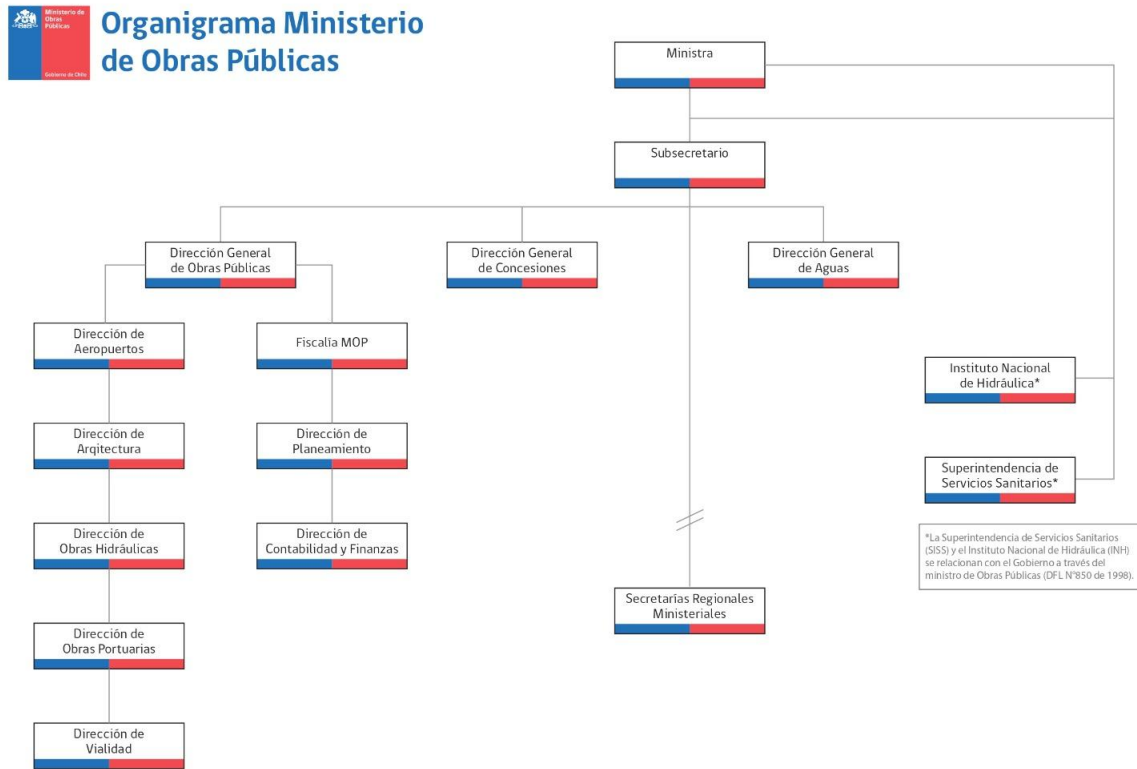 Ministerio de
Obras
Públicas
Gobierno de Chile
Organigrama Ministerio
de Obras Públicas
Ministra
Subsecretario
Dirección General
de Obras Públicas
Dirección General
de Concesiones
Dirección General
de Aguas
Dirección de
Aeropuertos
Fiscalía MOP
Instituto Nacional
de Hidráulica*
Dirección de
Arqitectura
Dirección de
Planeamiento
Superintendencia de
Servicios Sanitarios*
Dirección de
Obras Hidráulicas
Dirección de
Contabilidad y Finanzas
*La Superintendencia de Servicios Sanitarios
(SISS) y el Instituto Nacional de Hidráulica (INH)
se relacionan con el Gobierno a través del
ministro de Obras Públicas (DFL N°850 de 1998).
Secretarías Regionales
Ministeriales
Dirección de
Obras Portuarias
Dirección de
Vialidad